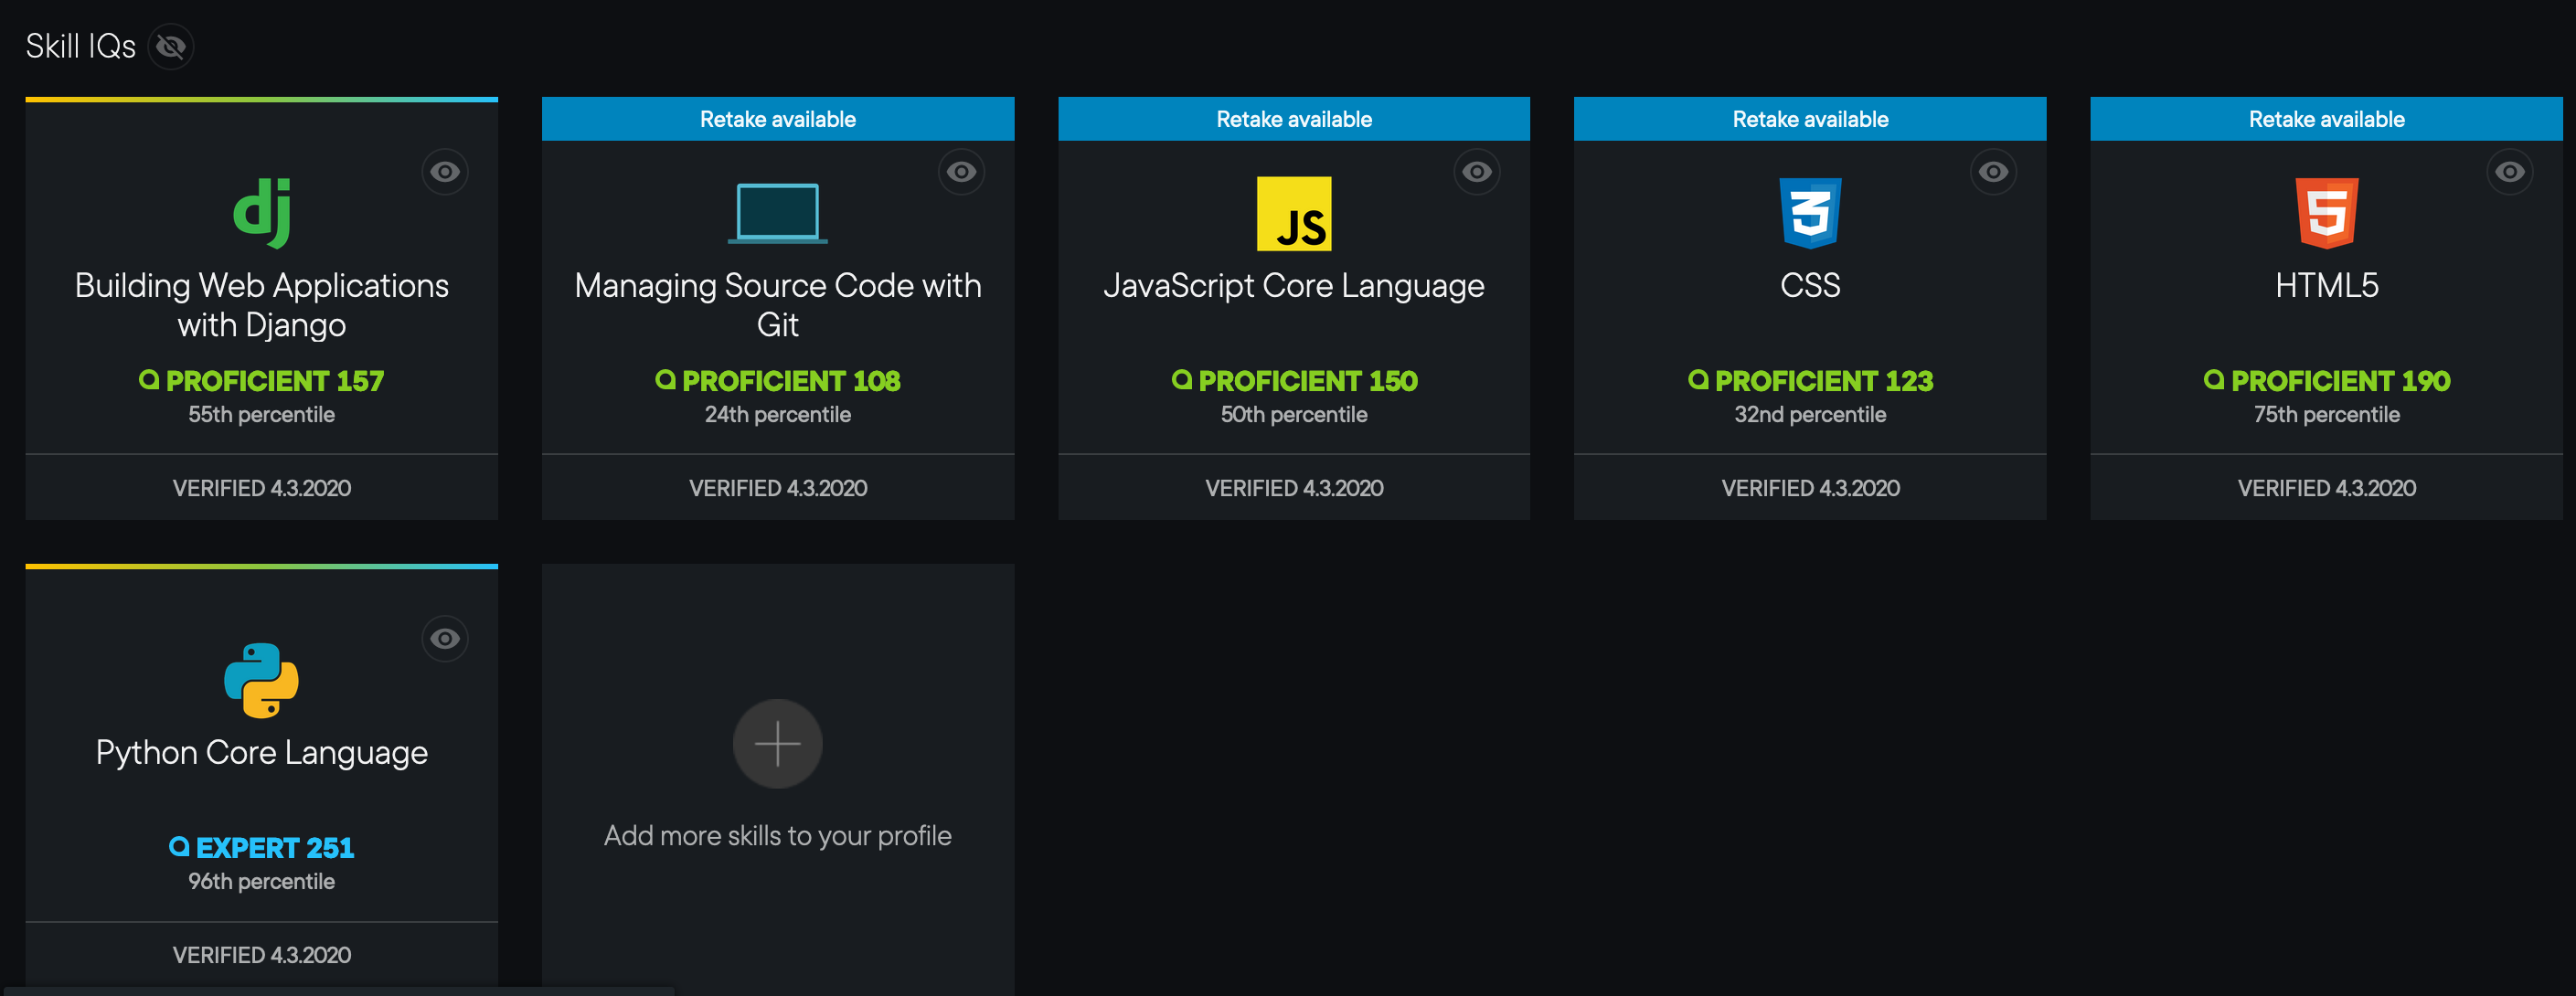 Skill IQs
Building Web Applications
with Django
PROFICIENT 157
55th percentile
VERIFIED 4.3.2020
Retake available
Managing Source Code with
Git
PROFICIENT 108
24th percentile
VERIFIED 4.3.2020
Retake available
JS
JavaScript Core Language
PROFICIENT 150
50th percentile
VERIFIED 4.3.2020
Retake available
3
CSS
PROFICIENT 123
32nd percentile
VERIFIED 4.3.2020
Retake available
5
HTML5
PROFICIENT 190
75th percentile
VERIFIED 4.3.2020
dj
Python Core Language
EXPERT 251
96th percentile
VERIFIED 4.3.2020
Add more skills to your profile